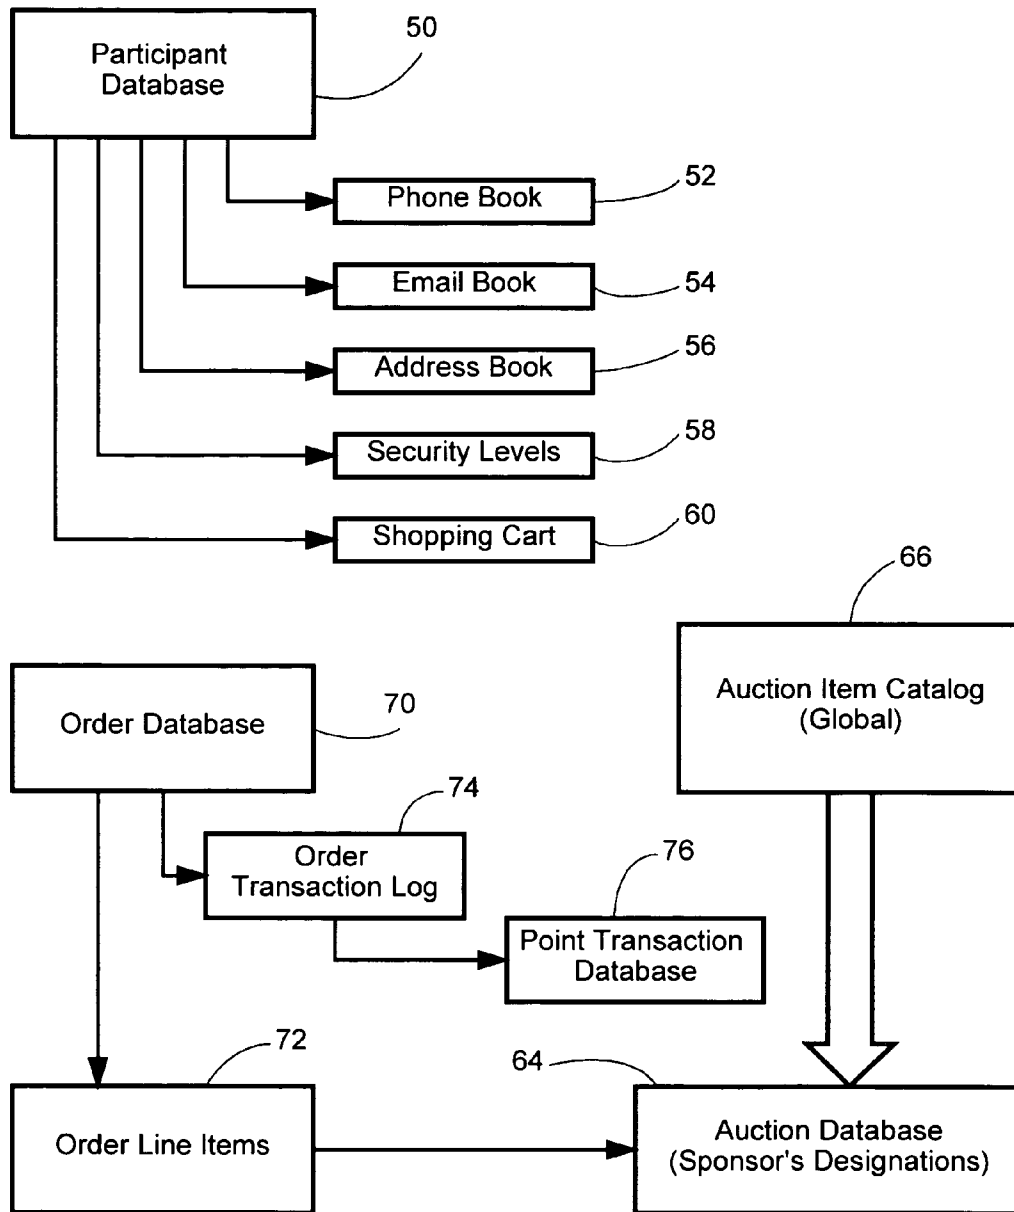 Participant
Database
50
Phone Book
52
Email Book
54
Address Book
56
Security Levels
58
Shopping Cart
60
66
Auction Item Catalog
(Global)
Order Database
70
74
Order
Transaction Log
76
Point Transaction
Database
72
Order Line Items
64
Auction Database
(Sponsor's Designations)